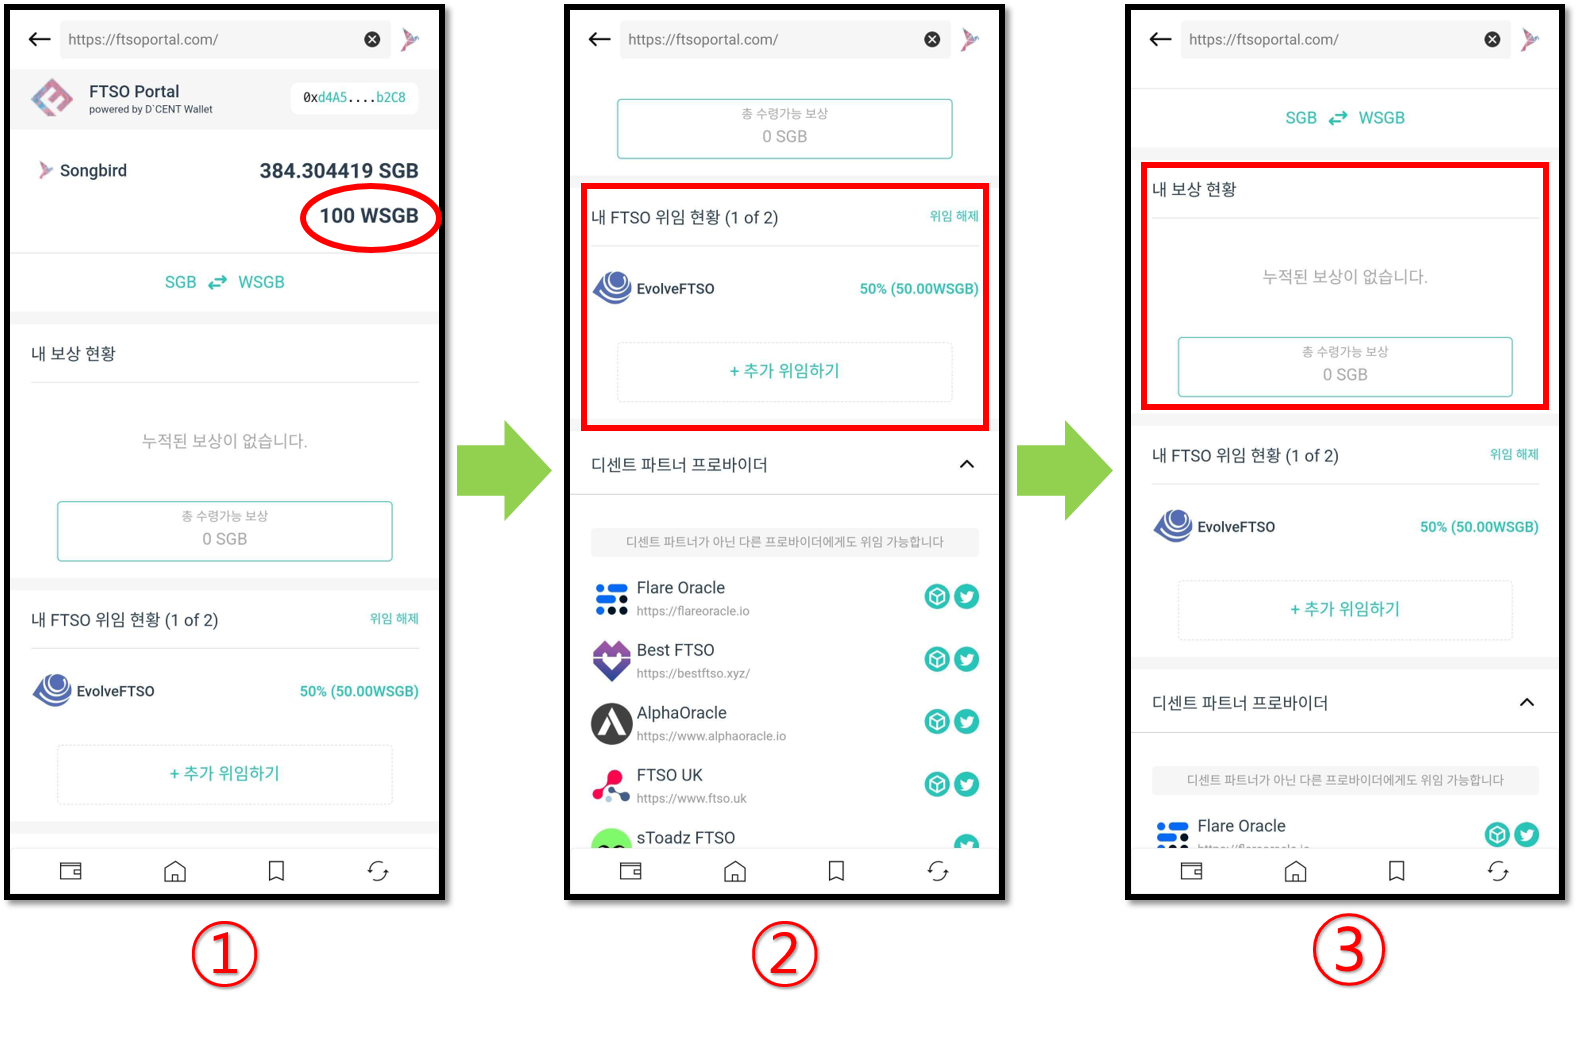 https://ftsoportal.com/
FTSO Portal
powered by D`CENT Wallet
0xd4A5....b2C8
Songbird
384.304419 SGB
100 WSGB
SGB WSGB
내 보상 현황
누적된 보상이 없습니다.
총 수령가능 보상
0 SGB
내 FTSO 위임 현황 (1 of 2)
위임 해제
EvolveFTSO
50% (50.00WSGB)
+ 추가 위임하기
①
https://ftsoportal.com/
총 수령가능 보상
0 SGB
내 FTSO 위임 현황 (1 of 2)
위임 해제
EvolveFTSO
50% (50.00WSGB)
+ 추가 위임하기
디센트 파트너 프로바이더
디센트 파트너가 아닌 다른 프로바이더에게도 위임 가능합니다
Flare Oracle
https://flareoracle.io
Best FTSO
https://bestftso.xyz/
AlphaOracle
https://www.alphaoracle.io
FTSO UK
https://www.ftso.uk
sToadz FTSO
②
https://ftsoportal.com/
SGB WSGB
내 보상 현황
누적된 보상이 없습니다.
총 수령가능 보상
0 SGB
내 FTSO 위임 현황 (1 of 2)
위임 해제
EvolveFTSO
50% (50.00WSGB)
+ 추가 위임하기
디센트 파트너 프로바이더
디센트 파트너가 아닌 다른 프로바이더에게도 위임 가능합니다
Flare Oracle
③